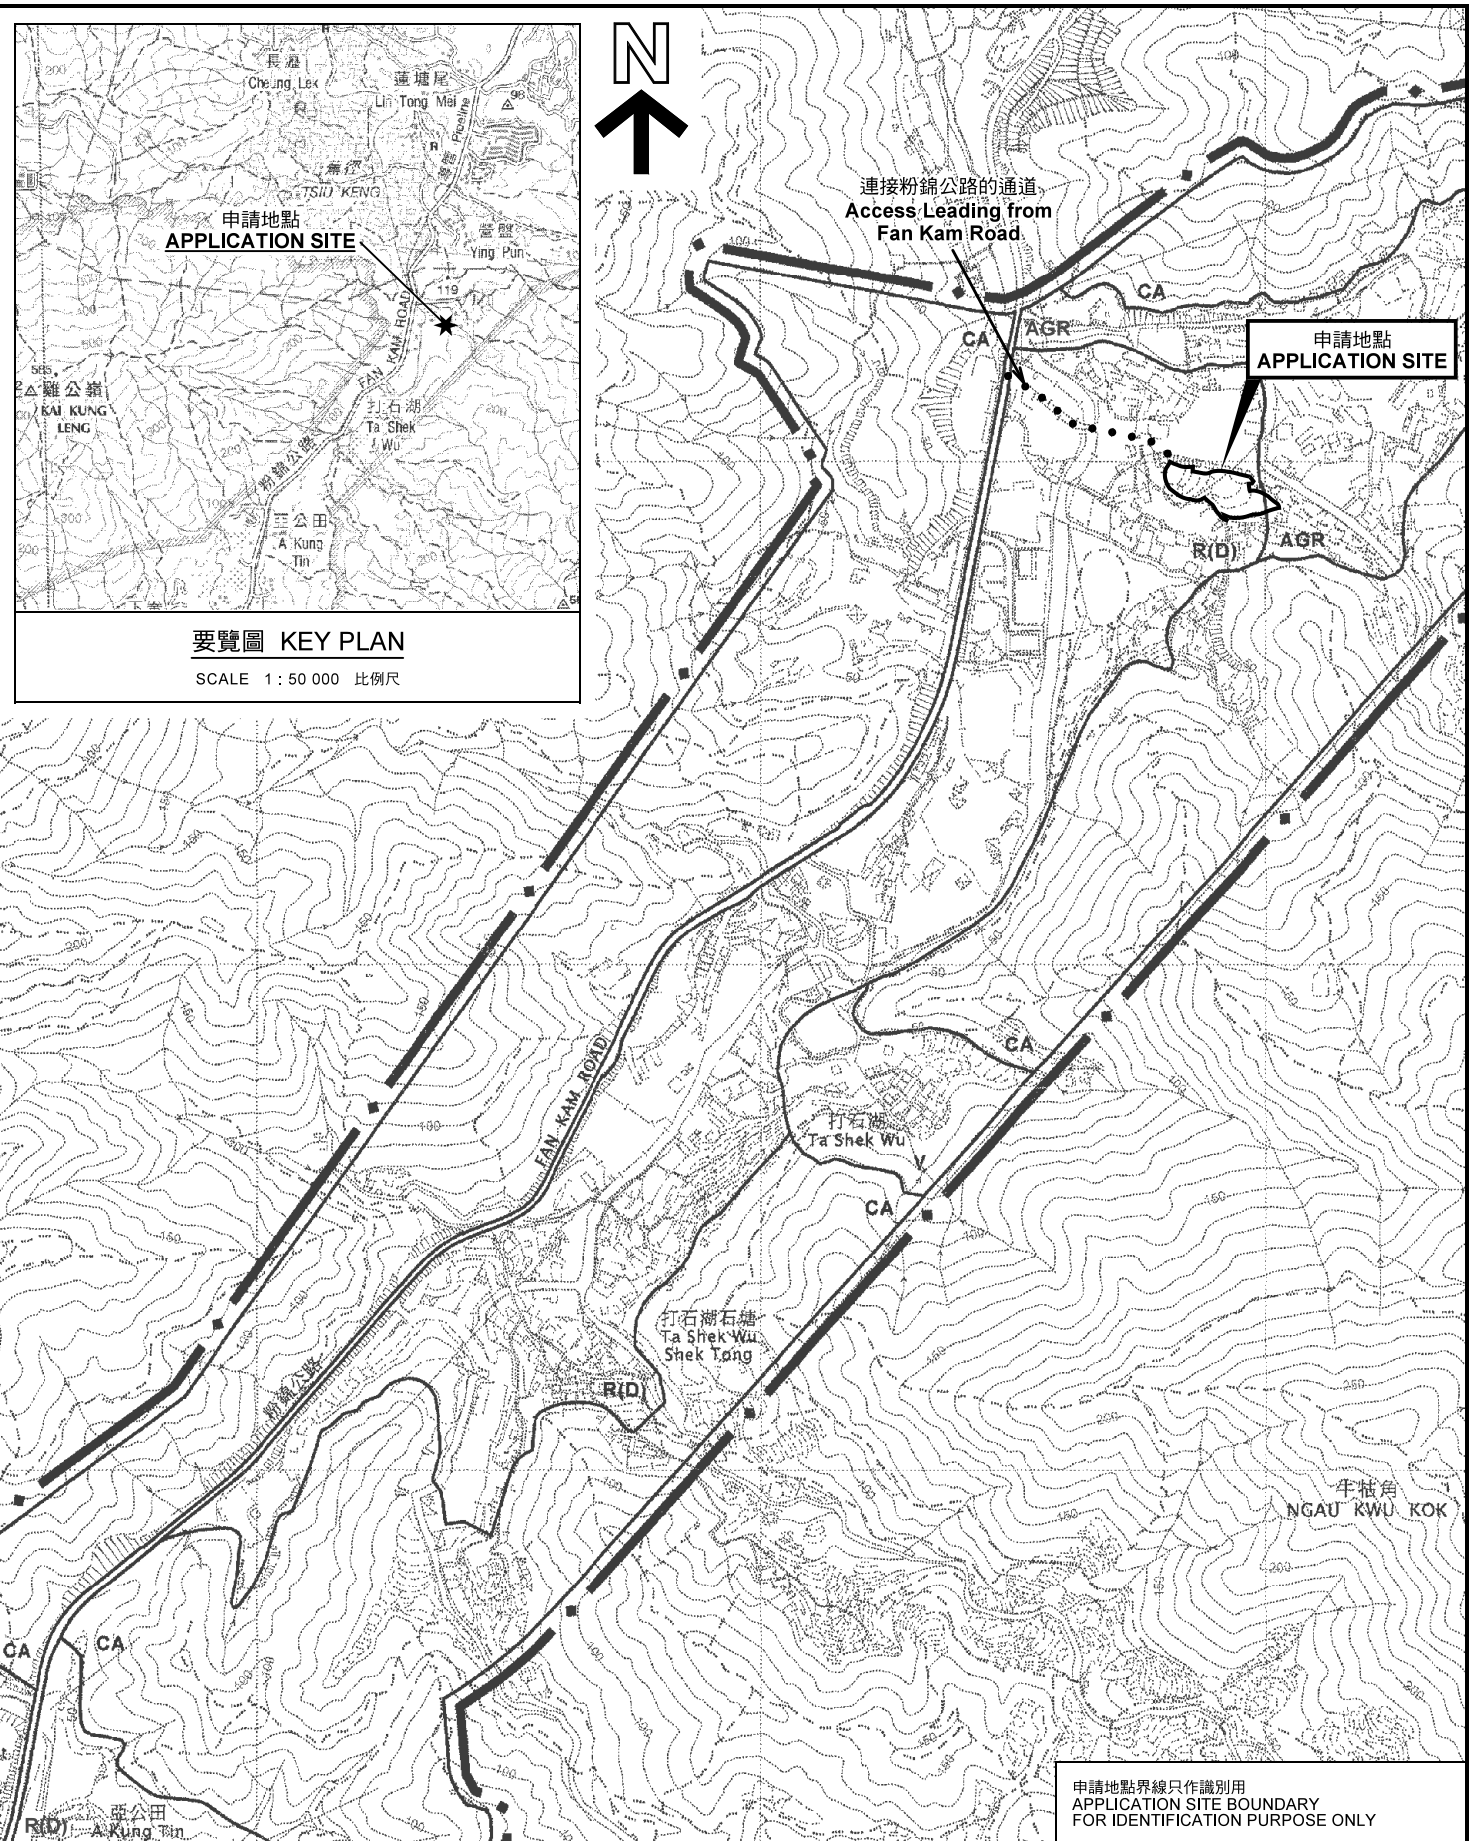 長瀝
Cheung Lek
蓮塘尾
Lin Tong Mei
98
Pipeline
蕉徑
TSIU KENG
申請地點
APPLICATION SITE
營盤
Ying Pun
119
FAN KAM ROAD
585
雞公嶺
KAI KUNG
LENG
打石湖
Ta Shek
Wu
粉錦公路
亞公田
A Kung
Tin
要覽圖 KEY PLAN
SCALE 1 : 50 000 比例尺
N
連接粉錦公路的通道
Access Leading from
Fan Kam Road
CA
AGR
CA
申請地點
APPLICATION SITE
R(D)
AGR
FAN KAM ROAD
CA
打石湖
Ta Shek Wu
V
CA
打石湖石塘
Ta Shek Wu
Shek Tong
R(D)
粉錦公路
牛牯角
NGAU KWU KOK
CA
CA
R(D)
亞公田
A Kung Tin
申請地點界線只作識別用
APPLICATION SITE BOUNDARY
FOR IDENTIFICATION PURPOSE ONLY